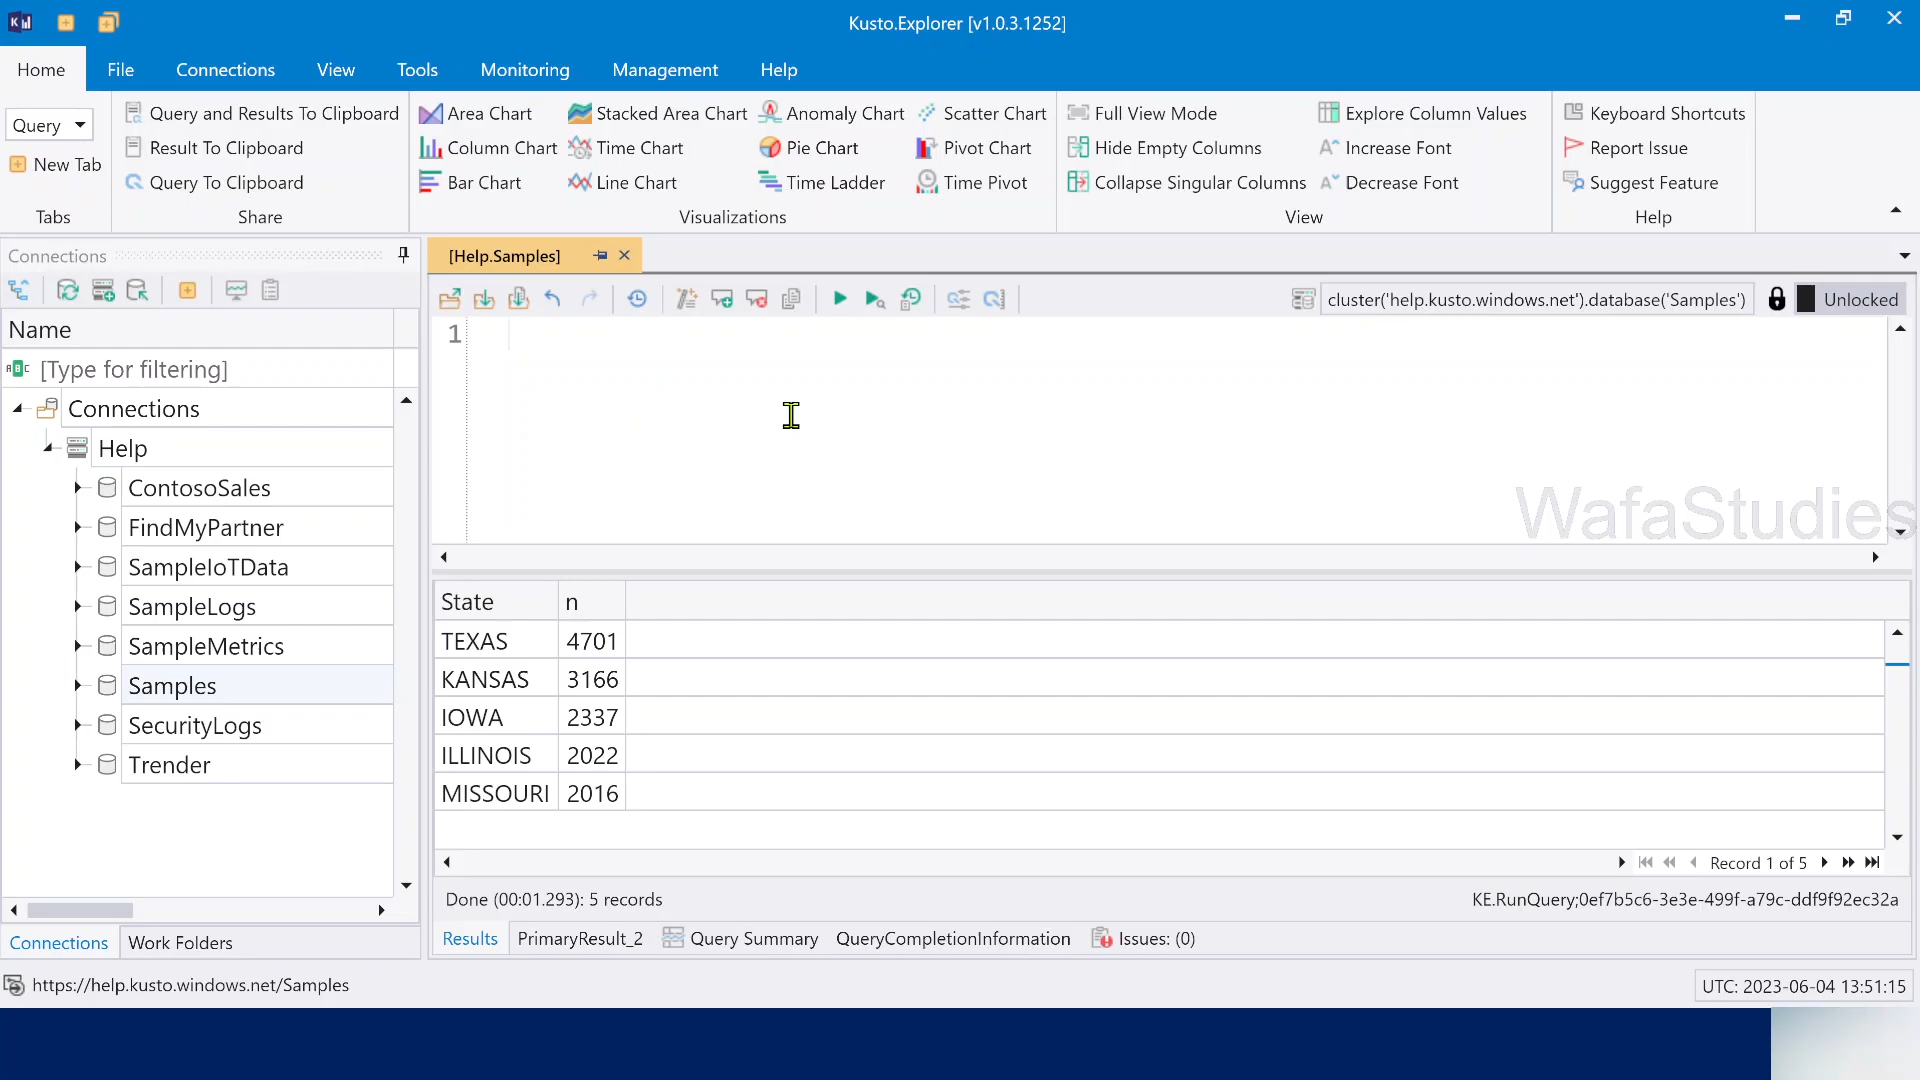 Kusto.Explorer [v1.0.3.1252]
Home File Connections View Tools Monitoring Management Help
Query
New Tab
Tabs
Query and Results To Clipboard
Result To Clipboard
Query To Clipboard
Share
Area Chart Stacked Area Chart Anomaly Chart Scatter Chart
Column Chart Time Chart Pie Chart Pivot Chart
Bar Chart Line Chart Time Ladder Time Pivot
Visualizations
Full View Mode Explore Column Values
Hide Empty Columns Increase Font
Collapse Singular Columns Decrease Font
View
Keyboard Shortcuts
Report Issue
Suggest Feature
Help
Connections
Name
[Type for filtering]
Connections
Help
ContosoSales
FindMyPartner
SampleIoTData
SampleLogs
SampleMetrics
Samples
SecurityLogs
Trender
Connections Work Folders
[Help.Samples]
cluster('help.kusto.windows.net').database('Samples') Unlocked
1
WafaStudies
State n
TEXAS 4701
KANSAS 3166
IOWA 2337
ILLINOIS 2022
MISSOURI 2016
Record 1 of 5
Done (00:01.293): 5 records KE.RunQuery;0ef7b5c6-3e3e-499f-a79c-ddf9f92ec32a
Results PrimaryResult_2 Query Summary QueryCompletionInformation Issues: (0)
https://help.kusto.windows.net/Samples UTC: 2023-06-04 13:51:15